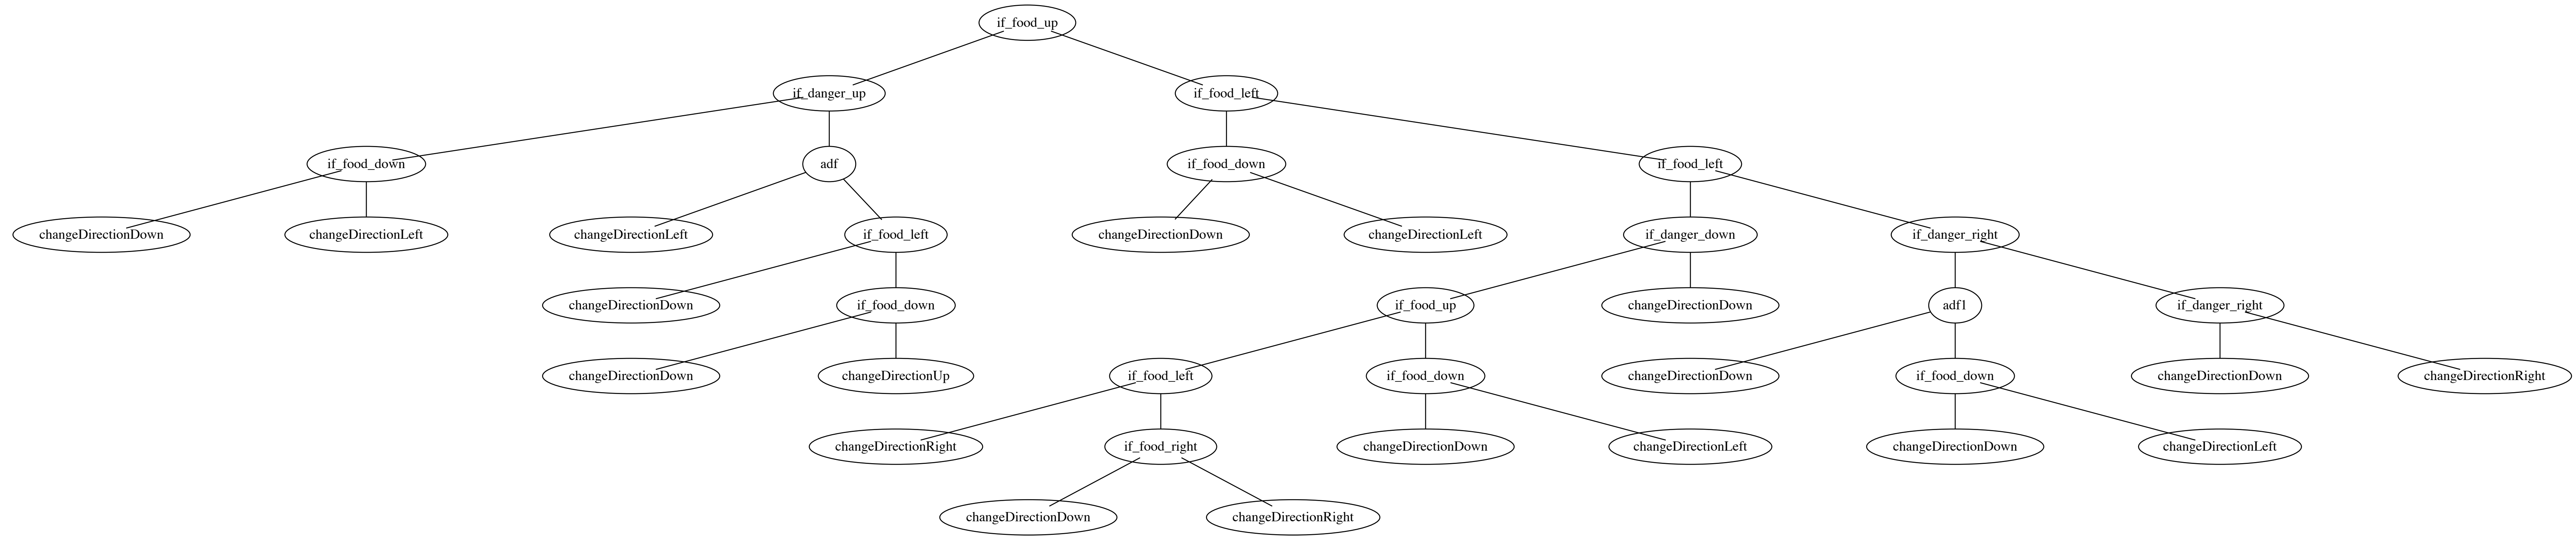 if_food_up
if_danger_up
if_food_left
if_food_down
adf
if_food_down
if_food_left
changeDirectionDown
changeDirectionLeft
changeDirectionLeft
if_food_left
changeDirectionDown
changeDirectionLeft
if_danger_down
if_danger_right
changeDirectionDown
if_food_down
if_food_up
changeDirectionDown
adf1
if_danger_right
changeDirectionDown
changeDirectionUp
if_food_left
if_food_down
changeDirectionDown
if_food_down
changeDirectionDown
changeDirectionRight
changeDirectionRight
if_food_right
changeDirectionDown
changeDirectionLeft
changeDirectionDown
changeDirectionLeft
changeDirectionDown
changeDirectionRight